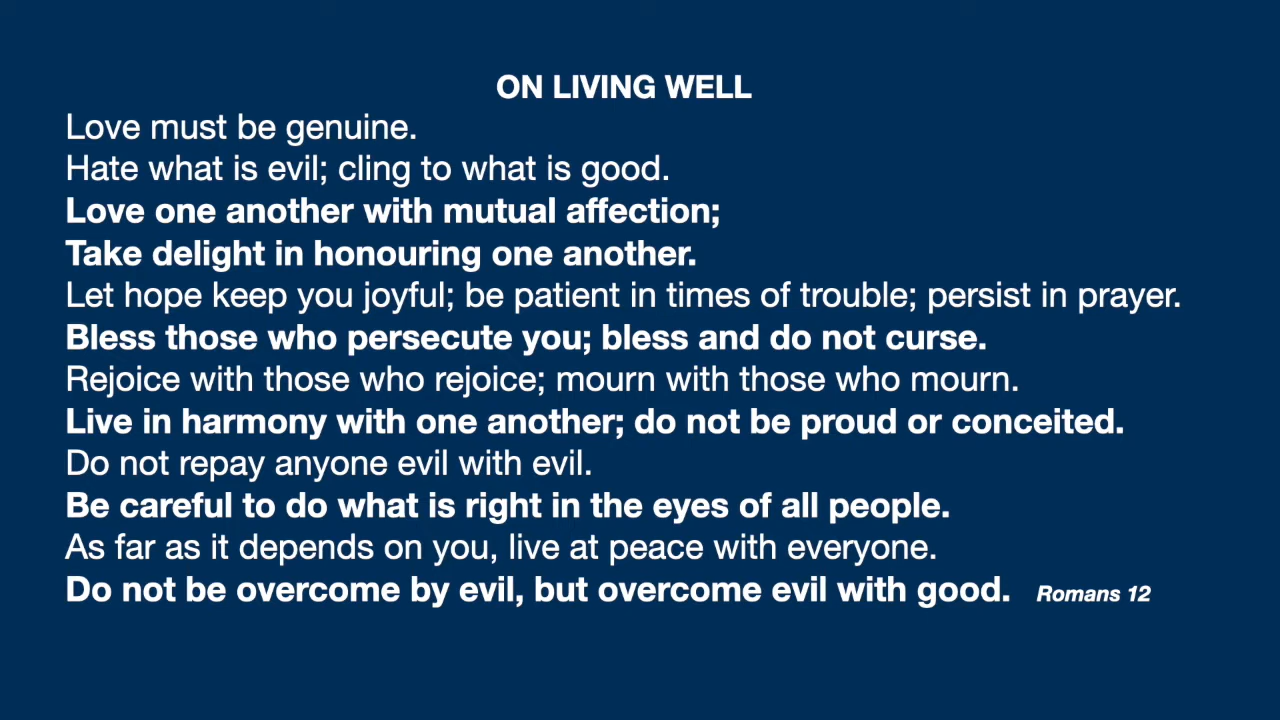 ON LIVING WELL
Love must be genuine.
Hate what is evil; cling to what is good.
Love one another with mutual affection;
Take delight in honouring one another.
Let hope keep you joyful; be patient in times of trouble; persist in prayer.
Bless those who persecute you; bless and do not curse.
Rejoice with those who rejoice; mourn with those who mourn.
Live in harmony with one another; do not be proud or conceited.
Do not repay anyone evil with evil.
Be careful to do what is right in the eyes of all people.
As far as it depends on you, live at peace with everyone.
Do not be overcome by evil, but overcome evil with good. Romans 12